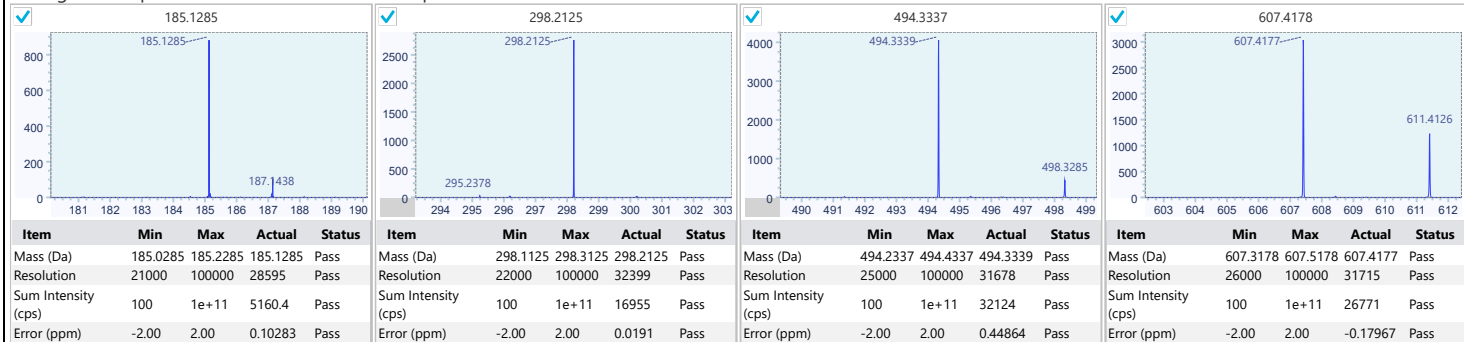 185.1285
185.1285
187.1438
800
600
400
200
0
181 182 183 184 185 186 187 188 189 190
Item Min Max Actual Status
Mass (Da) 185.0285 185.2285 185.1285 Pass
Resolution 21000 100000 28595 Pass
Sum Intensity (cps) 100 1e+11 5160.4 Pass
Error (ppm) -2.00 2.00 0.10283 Pass
298.2125
298.2125
295.2378
2500
2000
1500
1000
500
0
294 295 296 297 298 299 300 301 302 303
Item Min Max Actual Status
Mass (Da) 298.1125 298.3125 298.2125 Pass
Resolution 22000 100000 32399 Pass
Sum Intensity (cps) 100 1e+11 16955 Pass
Error (ppm) -2.00 2.00 0.0191 Pass
494.3337
494.3339
498.3285
4000
3000
2000
1000
0
490 491 492 493 494 495 496 497 498 499
Item Min Max Actual Status
Mass (Da) 494.2337 494.4337 494.3339 Pass
Resolution 25000 100000 31678 Pass
Sum Intensity (cps) 100 1e+11 32124 Pass
Error (ppm) -2.00 2.00 0.44864 Pass
607.4178
607.4177
611.4126
3000
2500
2000
1500
1000
500
0
603 604 605 606 607 608 609 610 611 612
Item Min Max Actual Status
Mass (Da) 607.3178 607.5178 607.4177 Pass
Resolution 26000 100000 31715 Pass
Sum Intensity (cps) 100 1e+11 26771 Pass
Error (ppm) -2.00 2.00 -0.17967 Pass